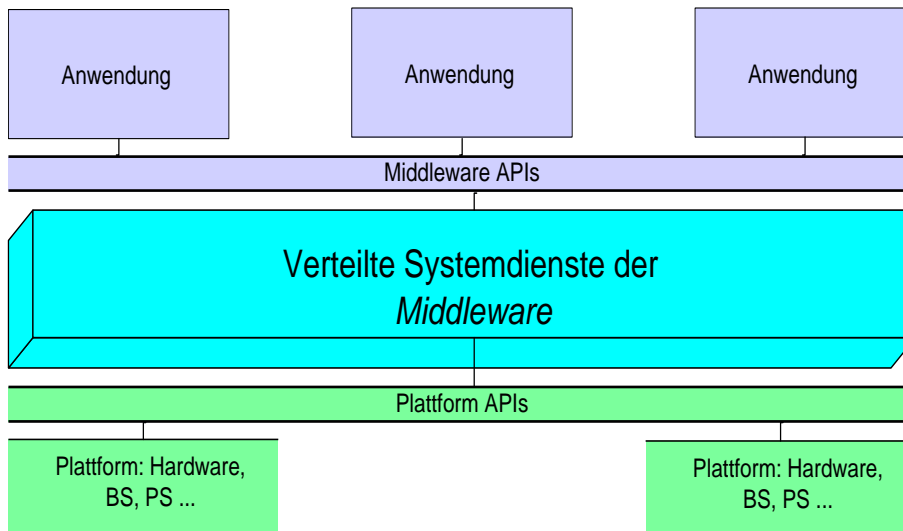 Anwendung
Anwendung
Anwendung
Middleware APIs
Verteilte Systemdienste der
Middleware
Plattform APIs
Plattform: Hardware,
BS, PS ...
Plattform: Hardware,
BS, PS ...